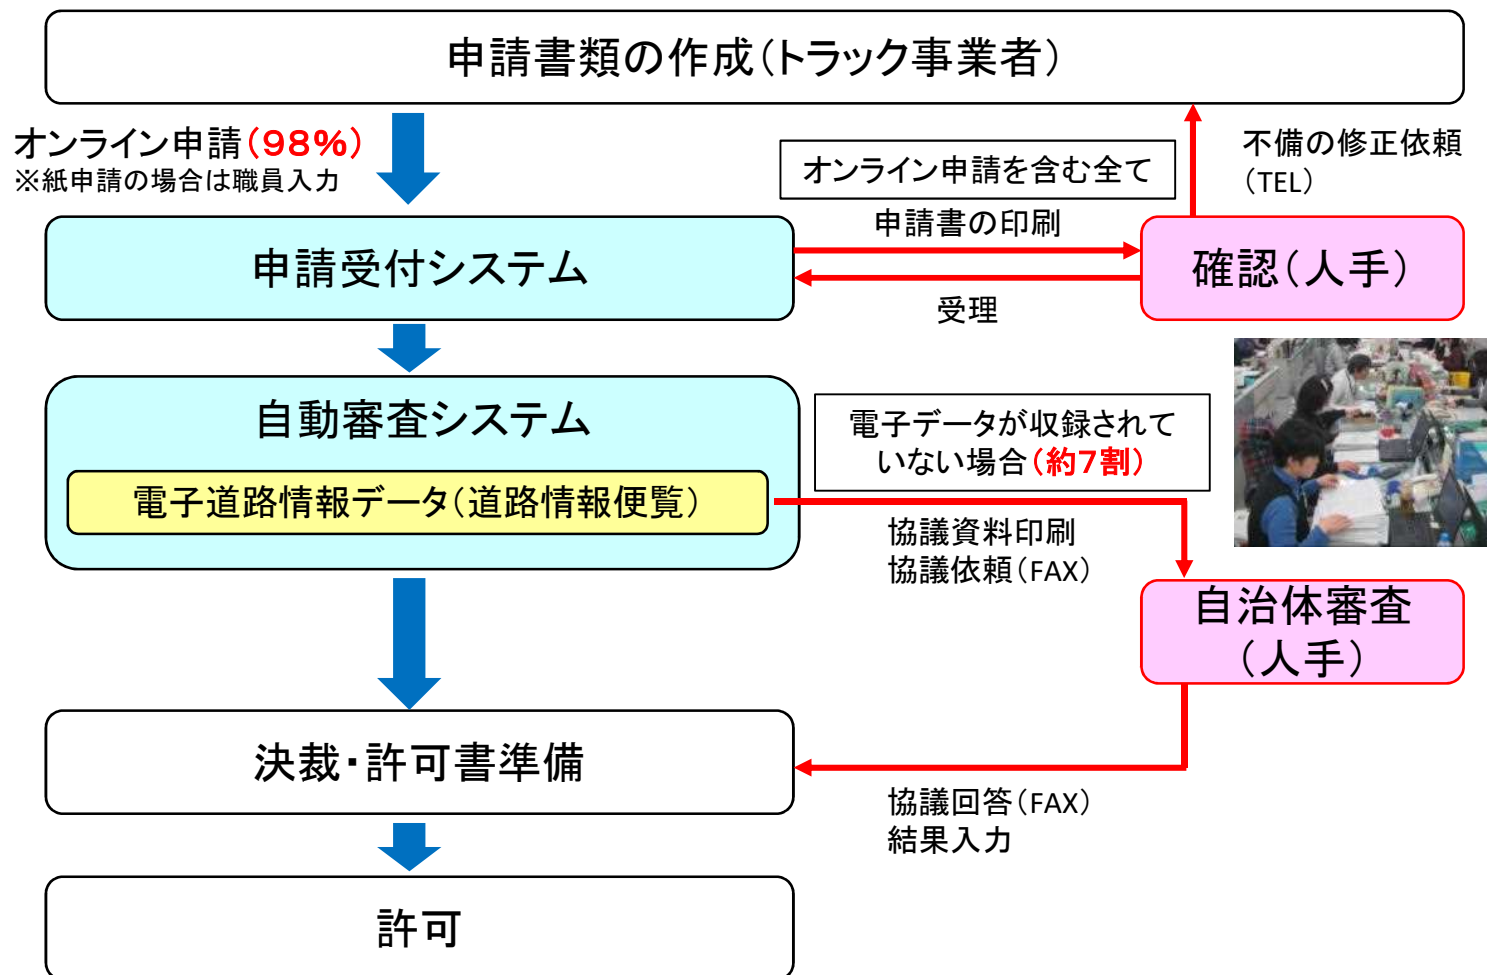 申請書類の作成（トラック事業者）
オンライン申請（９８％）
※紙申請の場合は職員入力
オンライン申請を含む全て
不備の修正依頼
（TEL）
申請書の印刷
申請受付システム
確認（人手）
受理
自動審査システム
電子データが収録されて
いない場合（約７割）
電子道路情報データ（道路情報便覧）
協議資料印刷
協議依頼（FAX）
自治体審査
（人手）
決裁・許可書準備
協議回答（FAX）
結果入力
許可